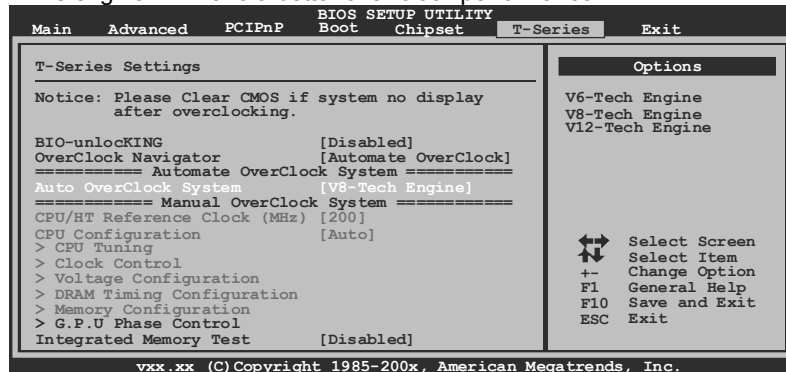 BIOS SETUP UTILITY
Main Advanced PCIPnP Boot Chipset T-Series Exit
T-Series Settings
Notice: Please Clear CMOS if system no display
after overclocking.
BIO-unlocKING [Disabled]
OverClock Navigator [Automate OverClock]
=========== Automate OverClock System ===========
Auto OverClock System [V8-Tech Engine]
============ Manual OverClock System ============
CPU/HT Reference Clock (MHz) [200]
CPU Configuration [Auto]
> CPU Tuning
> Clock Control
> Voltage Configuration
> DRAM Timing Configuration
> Memory Configuration
> G.P.U Phase Control
Integrated Memory Test [Disabled]
Options
V6-Tech Engine
V8-Tech Engine
V12-Tech Engine
Select Screen
Select Item
+- Change Option
F1 General Help
F10 Save and Exit
ESC Exit
vxx.xx (C)Copyright 1985-200x, American Megatrends, Inc.